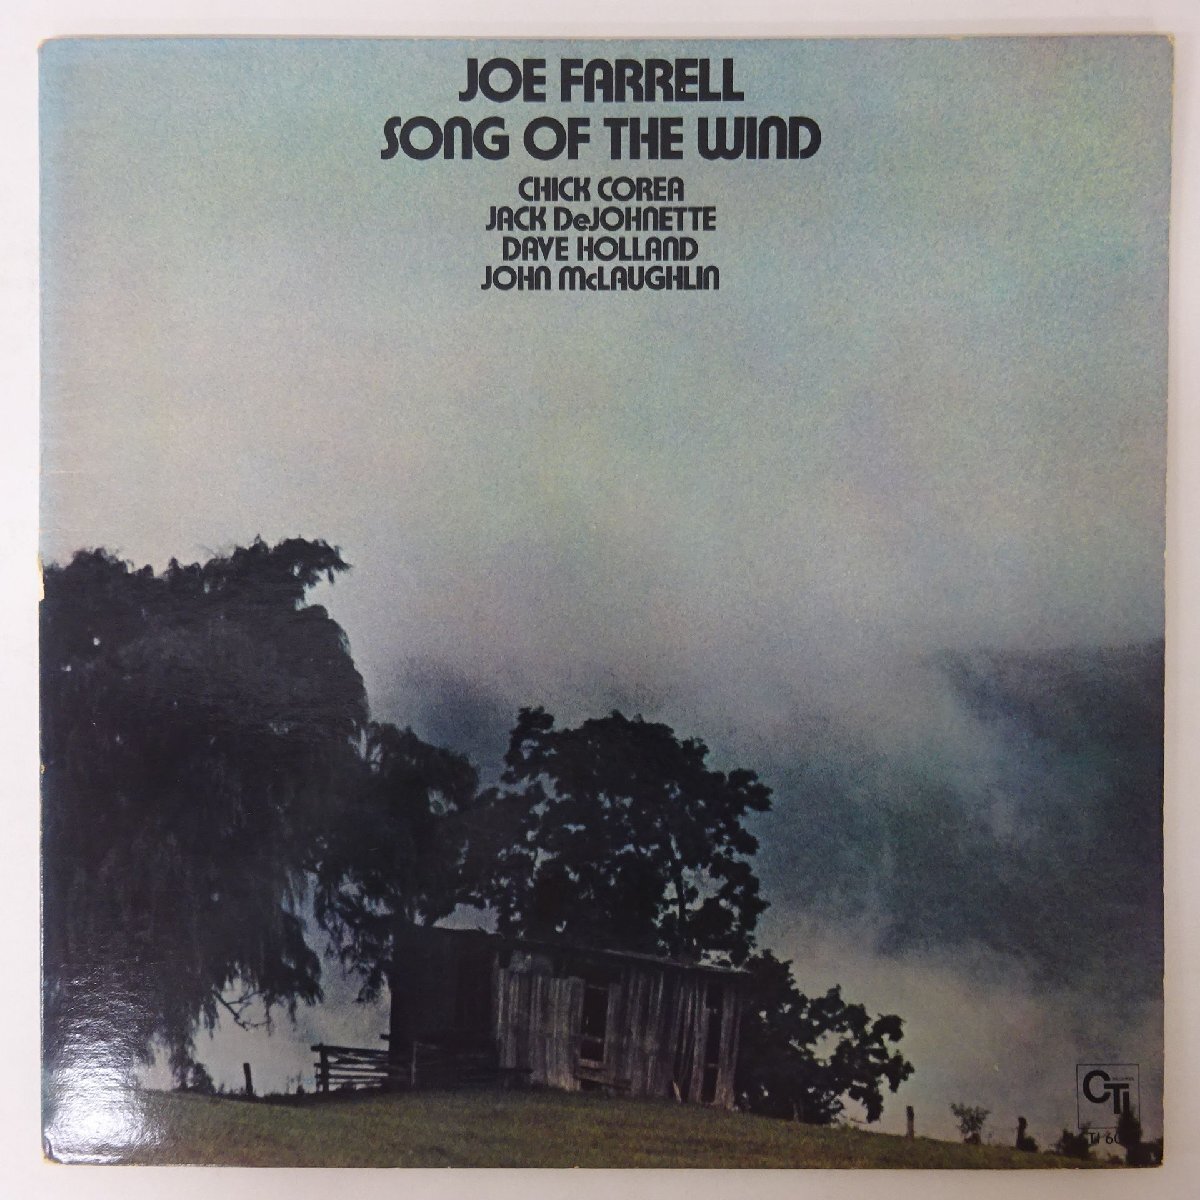 JOE FARRELL
SONG OF THE WIND
CHICK COREA
JACK DeJOHNETTE
DAVE HOLLAND
JOHN McLAUGHLIN
CTI